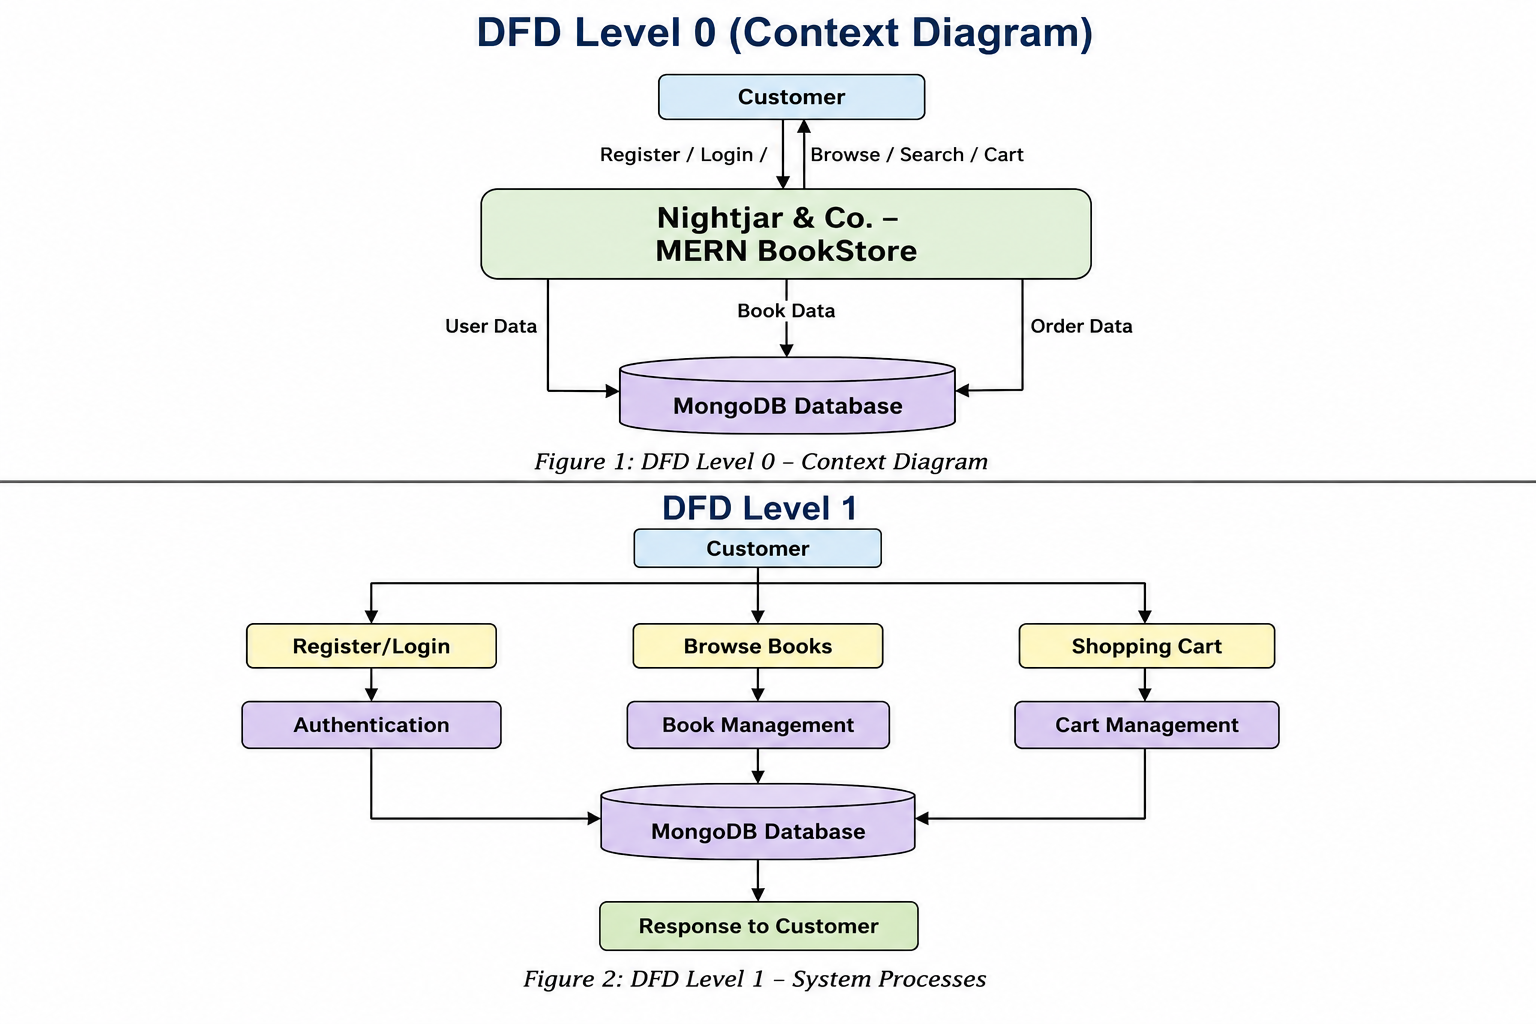 DFD Level 0 (Context Diagram)
Customer
Register / Login /
Browse / Search / Cart
Nightjar & Co. –
MERN BookStore
User Data
Book Data
Order Data
MongoDB Database
Figure 1: DFD Level 0 – Context Diagram
DFD Level 1
Customer
Register/Login
Browse Books
Shopping Cart
Authentication
Book Management
Cart Management
MongoDB Database
Response to Customer
Figure 2: DFD Level 1 – System Processes